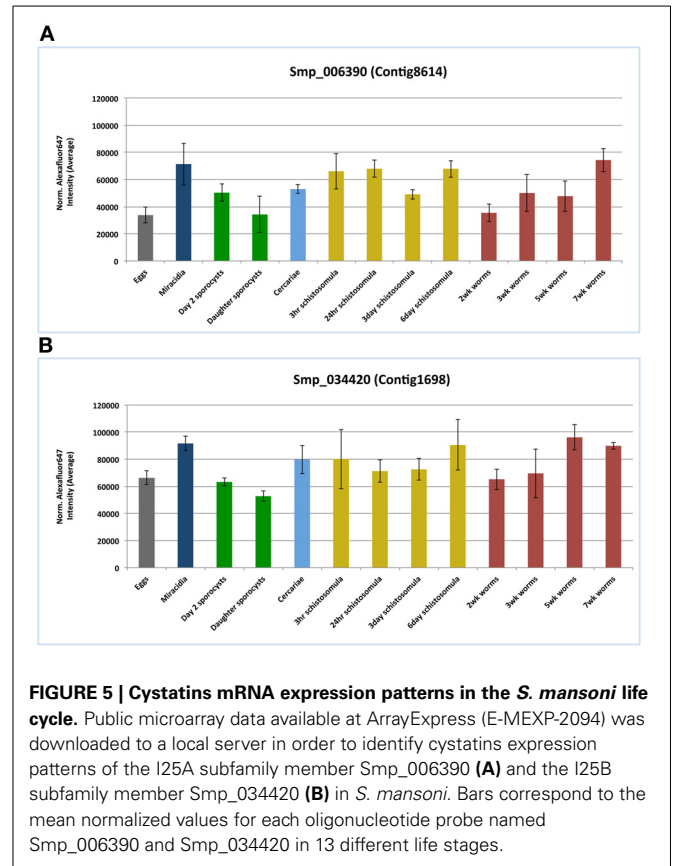 A
Smp_006390 (Contig8614)
Norm. Alexafluor647
Intensity (Average)
120000
100000
80000
60000
40000
20000
0
Eggs
Miracidia
Day 2 sporocysts
Daughter sporocysts
Cercariae
3hr schistosomula
24hr schistosomula
3day schistosomula
6day schistosomula
2wk worms
3wk worms
5wk worms
7wk worms
B
Smp_034420 (Contig1698)
Norm. Alexafluor647
Intensity (Average)
120000
100000
80000
60000
40000
20000
0
Eggs
Miracidia
Day 2 sporocysts
Daughter sporocysts
Cercariae
3hr schistosomula
24hr schistosomula
3day schistosomula
6day schistosomula
2wk worms
3wk worms
5wk worms
7wk worms
FIGURE 5 | Cystatins mRNA expression patterns in the S. mansoni life
cycle. Public microarray data available at ArrayExpress (E-MEXP-2094) was
downloaded to a local server in order to identify cystatins expression
patterns of the I25A subfamily member Smp_006390 (A) and the I25B
subfamily member Smp_034420 (B) in S. mansoni. Bars correspond to the
mean normalized values for each oligonucleotide probe named
Smp_006390 and Smp_034420 in 13 different life stages.